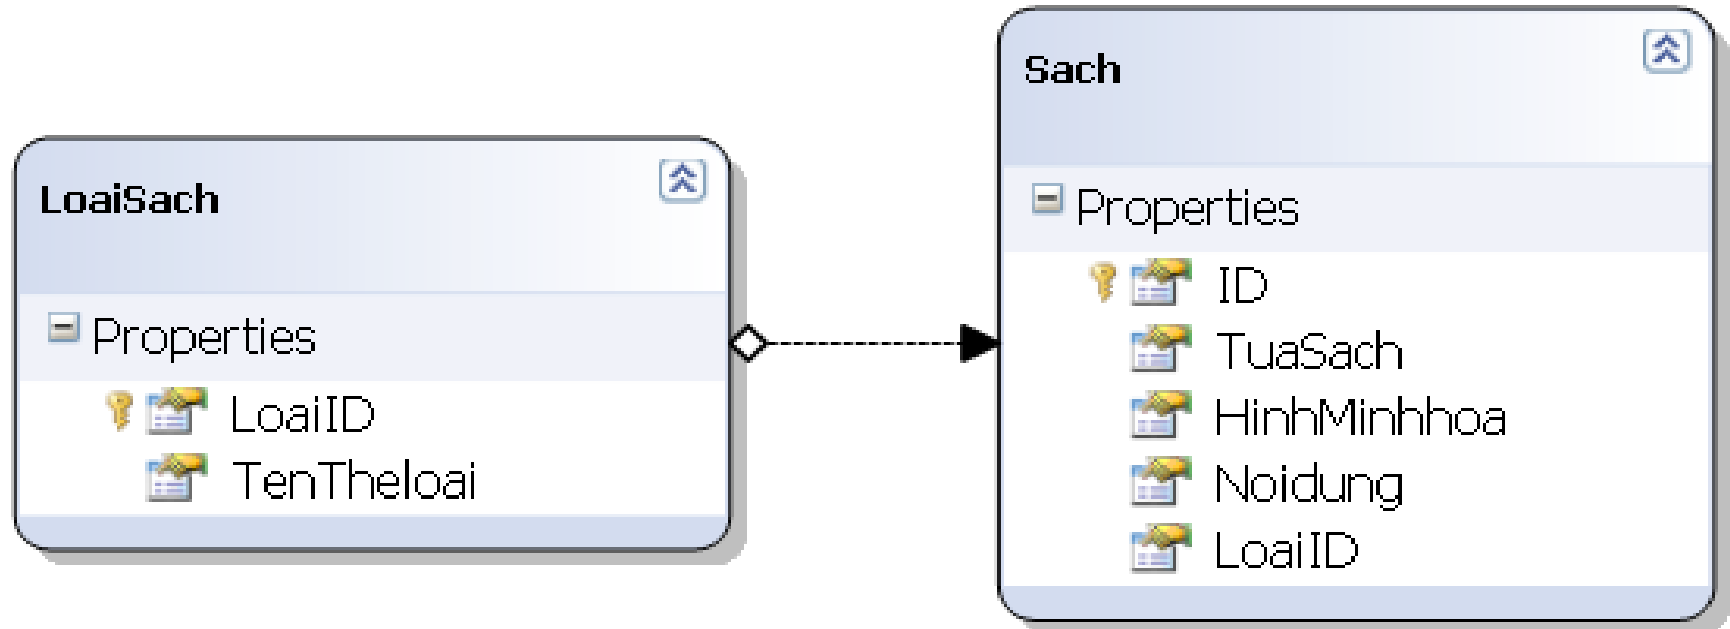 LoaiSach
Properties
LoaiID
TenTheloai
Sach
Properties
ID
TuaSach
HinhMinhhoa
Noidung
LoaiID